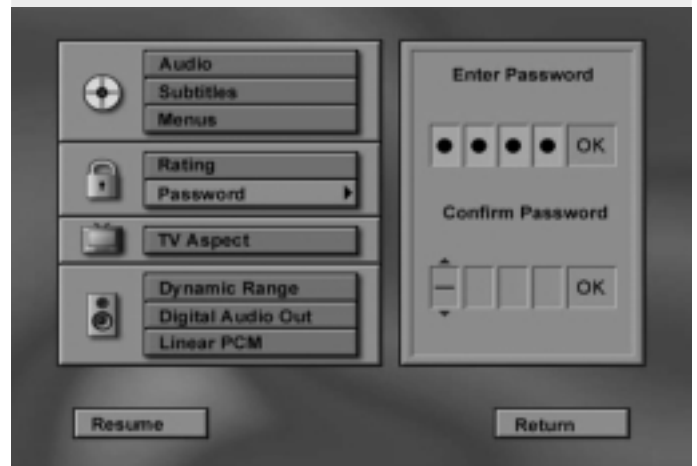 Audio
Subtitles
Menus
Rating
Password
TV Aspect
Dynamic Range
Digital Audio Out
Linear PCM
Enter Password
OK
Confirm Password
OK
Resume
Return